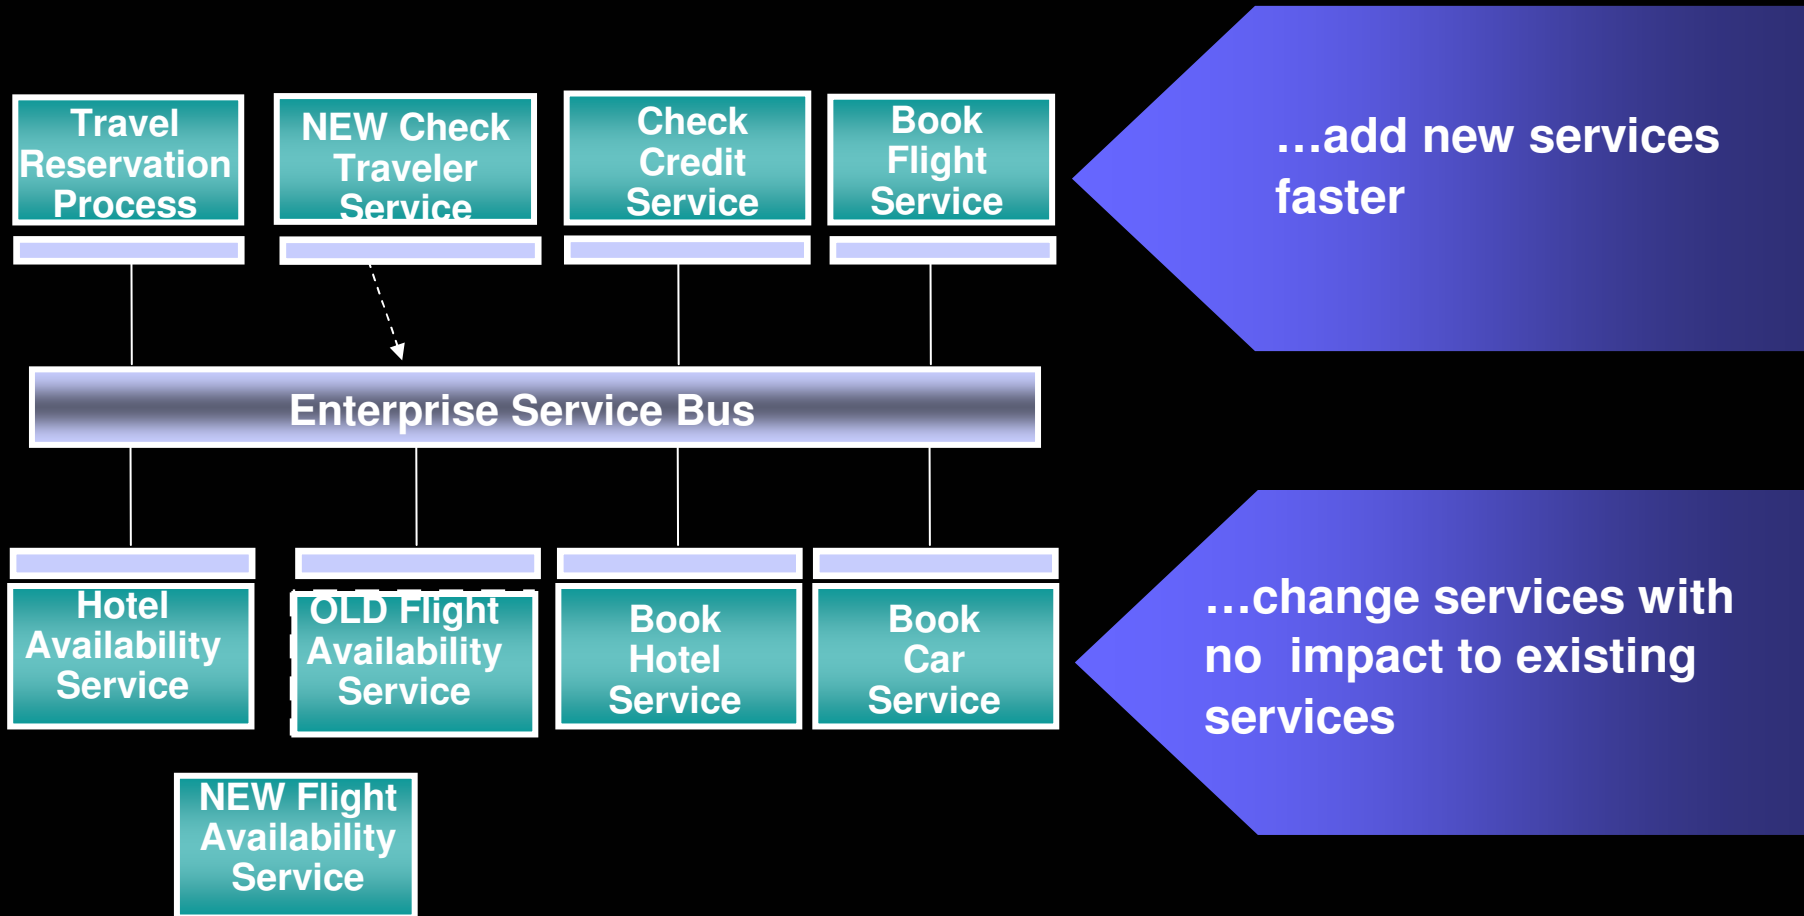 Travel
Reservation
Process
NEW Check
Traveler
Service
Check
Credit
Service
Book
Flight
Service
…add new services
faster
Enterprise Service Bus
Hotel
Availability
Service
OLD Flight
Availability
Service
Book
Hotel
Service
Book
Car
Service
…change services with
no  impact to existing
services
NEW Flight
Availability
Service